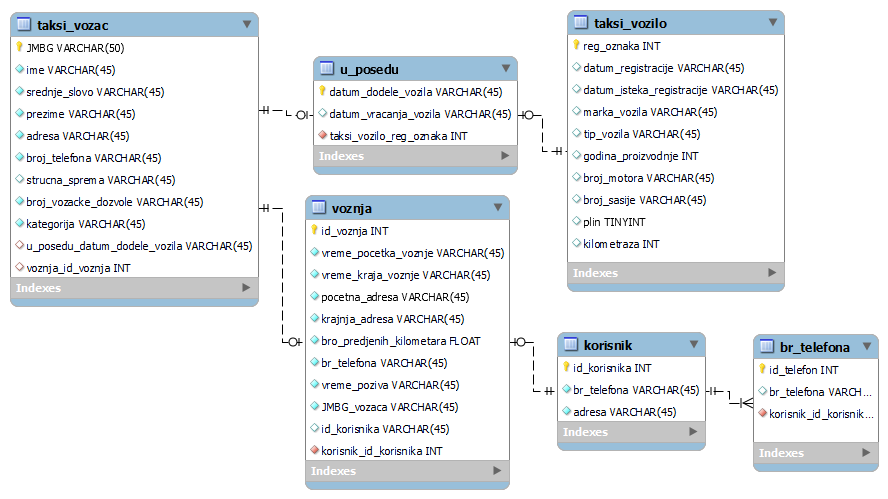 taksi_vozac
JMBG VARCHAR(50)
ime VARCHAR(45)
srednje_slovo VARCHAR(45)
prezime VARCHAR(45)
adresa VARCHAR(45)
broj_telefona VARCHAR(45)
strucna_sprema VARCHAR(45)
broj_vozacke_dozvole VARCHAR(45)
kategorija VARCHAR(45)
u_posedu_datum_dodele_vozila VARCHAR(45)
voznja_id_voznja INT
Indexes
u_posedu
datum_dodele_vozila VARCHAR(45)
datum_vracanja_vozila VARCHAR(45)
taksi_vozilo_reg_oznaka INT
Indexes
taksi_vozilo
reg_oznaka INT
datum_registracije VARCHAR(45)
datum_isteka_registracije VARCHAR(45)
marka_vozila VARCHAR(45)
tip_vozila VARCHAR(45)
godina_proizvodnje INT
broj_motora VARCHAR(45)
broj_sasije VARCHAR(45)
plin TINYINT
kilometraza INT
Indexes
voznja
id_voznja INT
vreme_pocetka_voznje VARCHAR(45)
vreme_kraja_voznje VARCHAR(45)
pocetna_adresa VARCHAR(45)
krajnja_adresa VARCHAR(45)
bro_predjenih_kilometara FLOAT
br_telefona VARCHAR(45)
vreme_poziva VARCHAR(45)
JMBG_vozaca VARCHAR(45)
id_korisnika VARCHAR(45)
korisnik_id_korisnika INT
Indexes
korisnik
id_korisnika INT
br_telefona VARCHAR(45)
adresa VARCHAR(45)
Indexes
br_telefona
id_telefon INT
br_telefona VARCH...
korisnik_id_korisnik...
Indexes